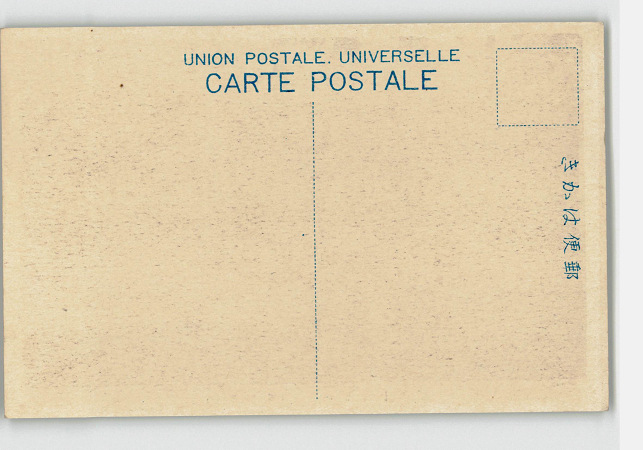 UNION POSTALE. UNIVERSELLE
CARTE POSTALE
郵便はかき